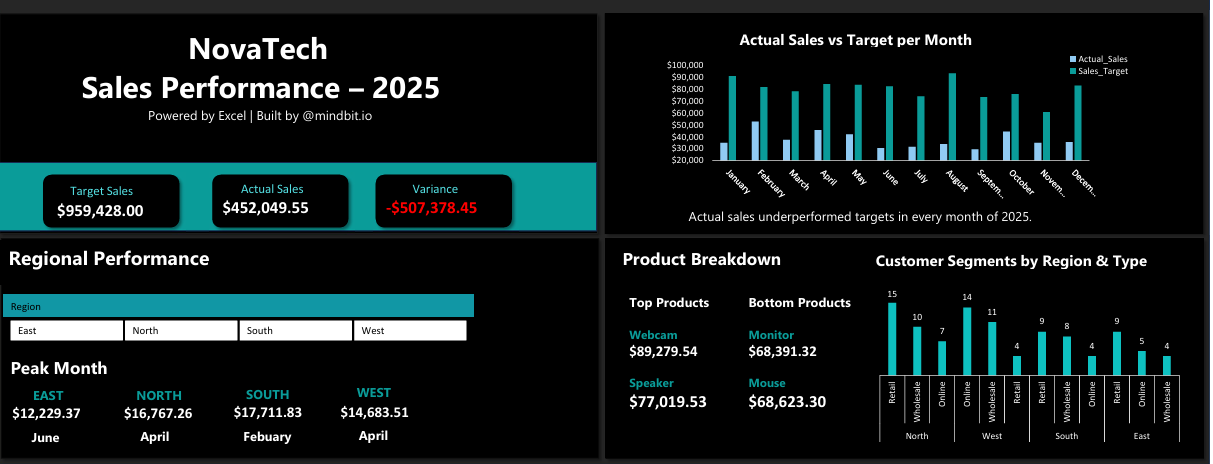 NovaTech
Sales Performance – 2025
Powered by Excel | Built by @mindbit.io
Target Sales
$959,428.00
Actual Sales
$452,049.55
Variance
-$507,378.45
Actual Sales vs Target per Month
Actual_Sales
Sales_Target
$100,000
$90,000
$80,000
$70,000
$60,000
$50,000
$40,000
$30,000
$20,000
January
February
March
April
May
June
July
August
Septem...
October
Novem...
Decem...
Actual sales underperformed targets in every month of 2025.
Regional Performance
Region
East
North
South
West
Peak Month
EAST
$12,229.37
June
NORTH
$16,767.26
April
SOUTH
$17,711.83
Febuary
WEST
$14,683.51
April
Product Breakdown
Top Products
Webcam
$89,279.54
Speaker
$77,019.53
Bottom Products
Monitor
$68,391.32
Mouse
$68,623.30
Customer Segments by Region & Type
15
10
7
14
11
4
9
8
4
9
5
4
Retail
Wholesale
Online
Online
Wholesale
Retail
Retail
Wholesale
Online
Retail
Online
Wholesale
North
West
South
East